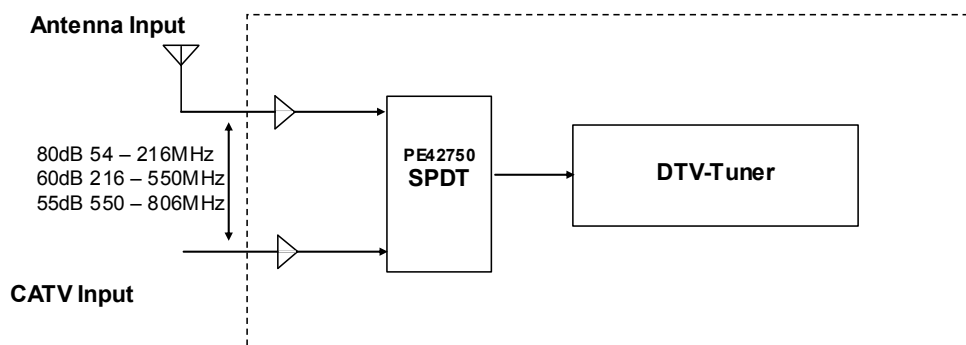 Antenna Input
80dB 54 – 216MHz
60dB 216 – 550MHz
55dB 550 – 806MHz
CATV Input
PE42750
SPDT
DTV-Tuner